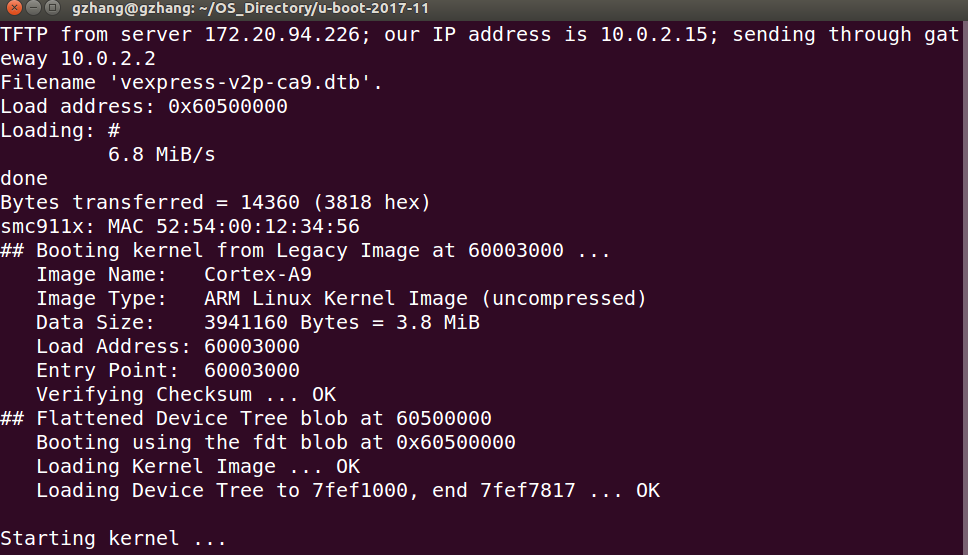 gzhang@gzhang: ~/OS_Directory/u-boot-2017-11
TFTP from server 172.20.94.226; our IP address is 10.0.2.15; sending through gat
eway 10.0.2.2
Filename 'vexpress-v2p-ca9.dtb'.
Load address: 0x60500000
Loading: #
         6.8 MiB/s
done
Bytes transferred = 14360 (3818 hex)
smc911x: MAC 52:54:00:12:34:56
## Booting kernel from Legacy Image at 60003000 ...
   Image Name:   Cortex-A9
   Image Type:   ARM Linux Kernel Image (uncompressed)
   Data Size:    3941160 Bytes = 3.8 MiB
   Load Address: 60003000
   Entry Point:  60003000
   Verifying Checksum ... OK
## Flattened Device Tree blob at 60500000
   Booting using the fdt blob at 0x60500000
   Loading Kernel Image ... OK
   Loading Device Tree to 7fef1000, end 7fef7817 ... OK

Starting kernel ...